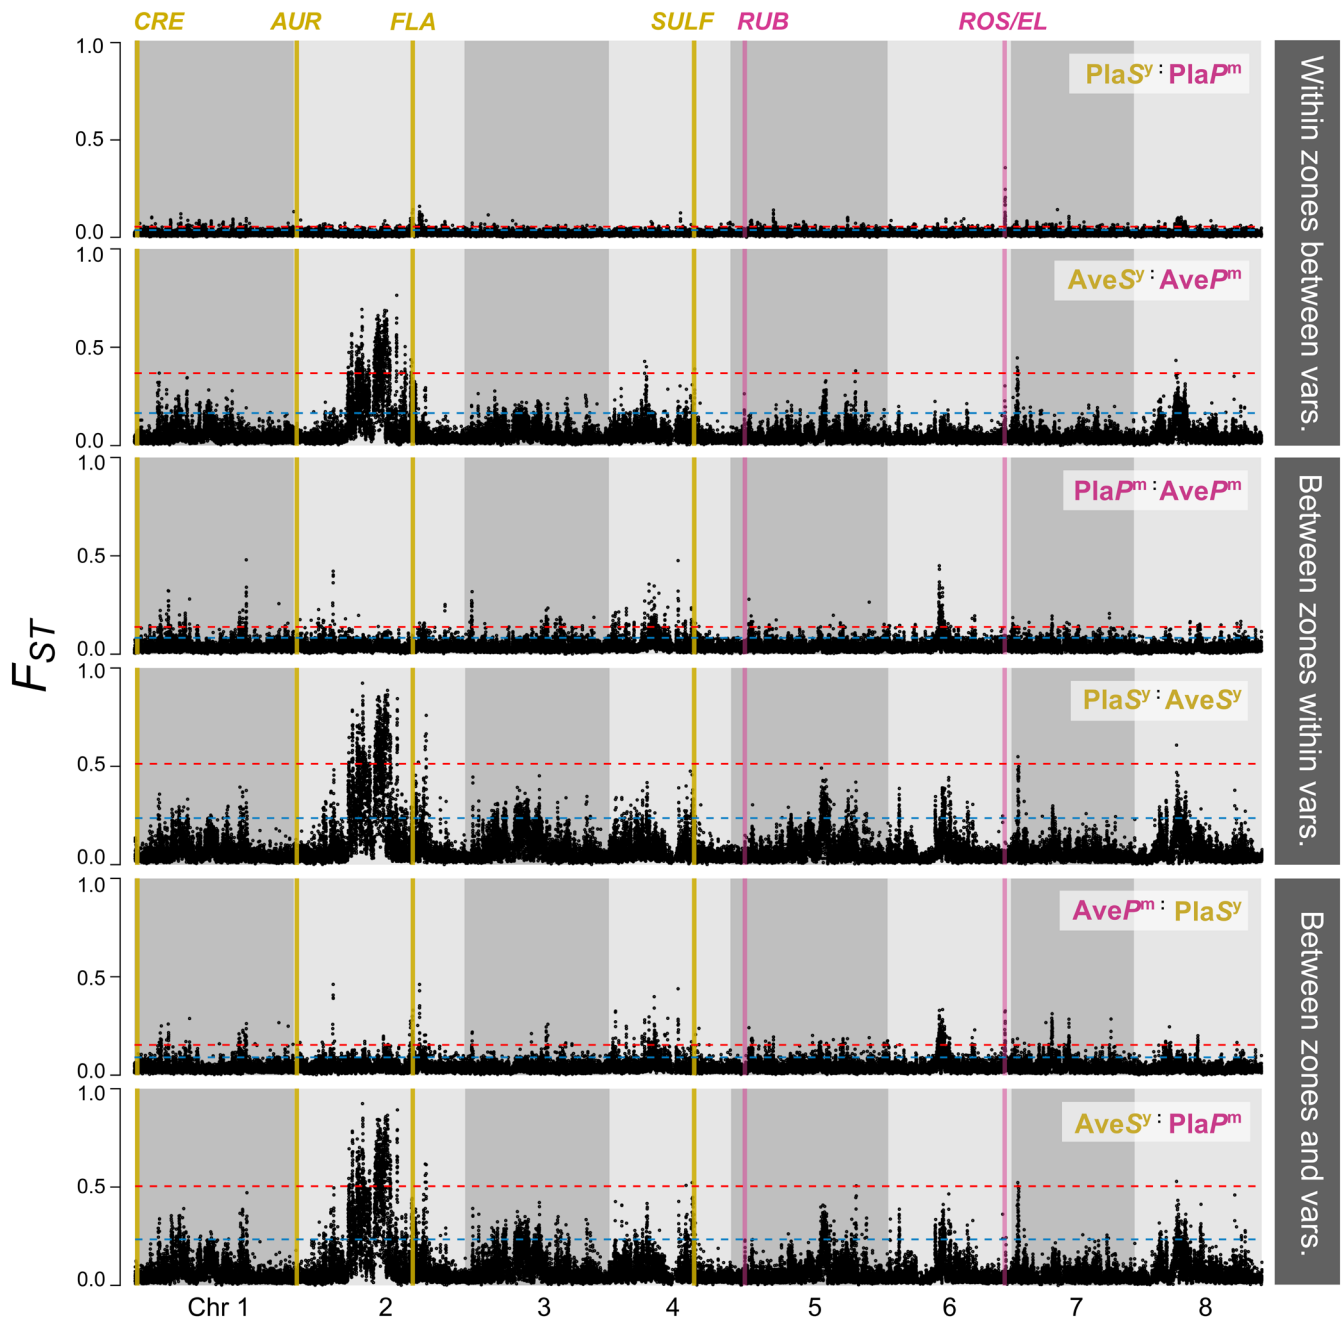 CRE AUR FLA SULF RUB ROS/EL
1.0
0.5
0.0
PlaSʸ : PlaPᵐ
1.0
0.5
0.0
AveSʸ : AvePᵐ
Within zones between vars.
1.0
0.5
0.0
PlaPᵐ : AvePᵐ
1.0
0.5
0.0
PlaSʸ : AveSʸ
Between zones within vars.
1.0
0.5
0.0
AvePᵐ : PlaSʸ
1.0
0.5
0.0
AveSʸ : PlaPᵐ
Between zones and vars.
FST
Chr 1 2 3 4 5 6 7 8